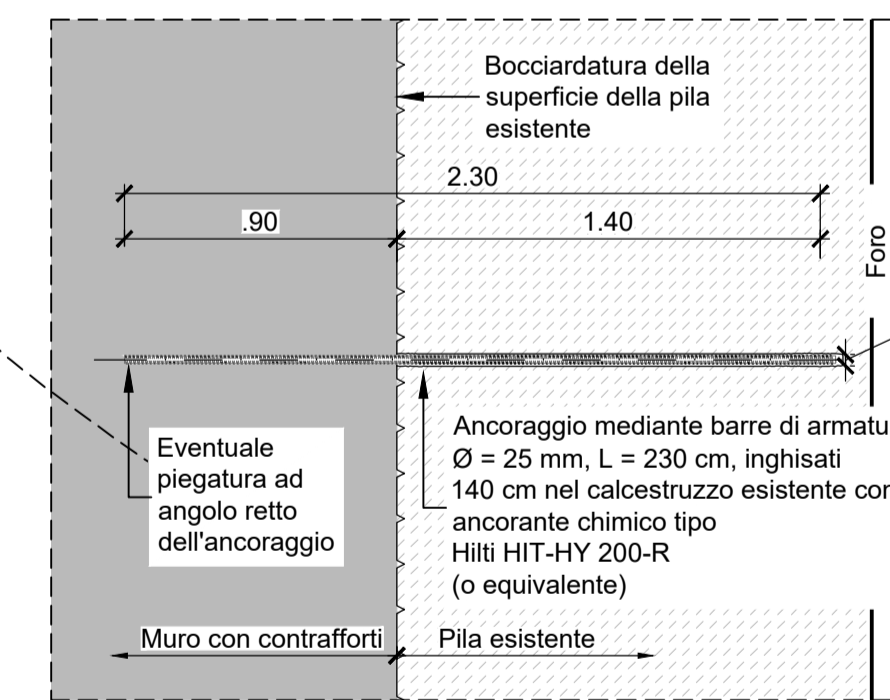 Bocciardatura della
superficie della pila
esistente
2.30
.90
1.40
Foro
Ancoraggio mediante barre di armatu
Ø = 25 mm, L = 230 cm, inghisati
140 cm nel calcestruzzo esistente con
ancorante chimico tipo
Hilti HIT-HY 200-R
(o equivalente)
Eventuale
piegatura ad
angolo retto
dell'ancoraggio
Muro con contrafforti
Pila esistente